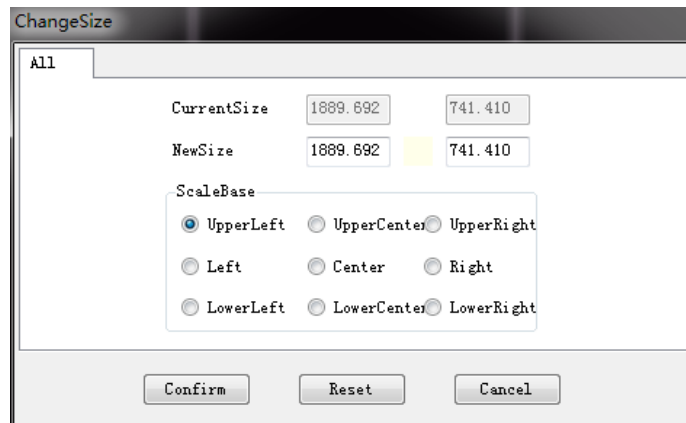 ChangeSize
All
CurrentSize 1889.692 741.410
NewSize 1889.692 741.410
ScaleBase
UpperLeft UpperCenter UpperRight
Left Center Right
LowerLeft LowerCenter LowerRight
Confirm Reset Cancel